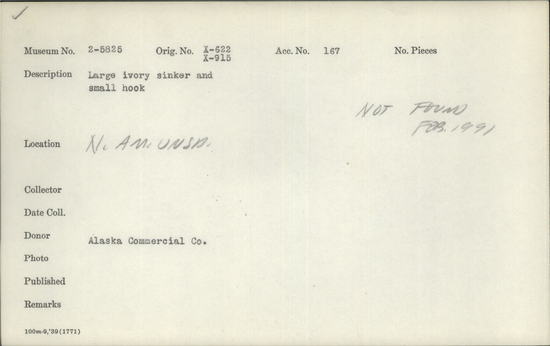 Museum No. 2-5825 Orig. No. X-622 Acc. No. 167 No. Pieces
X-915
Description Large ivory sinker and
small hook
NOT FOUND
FEB. 1991
Location N. AM. UNSP.
Collector
Date Coll.
Donor Alaska Commercial Co.
Photo
Published
Remarks
100m-9,'39(1771)